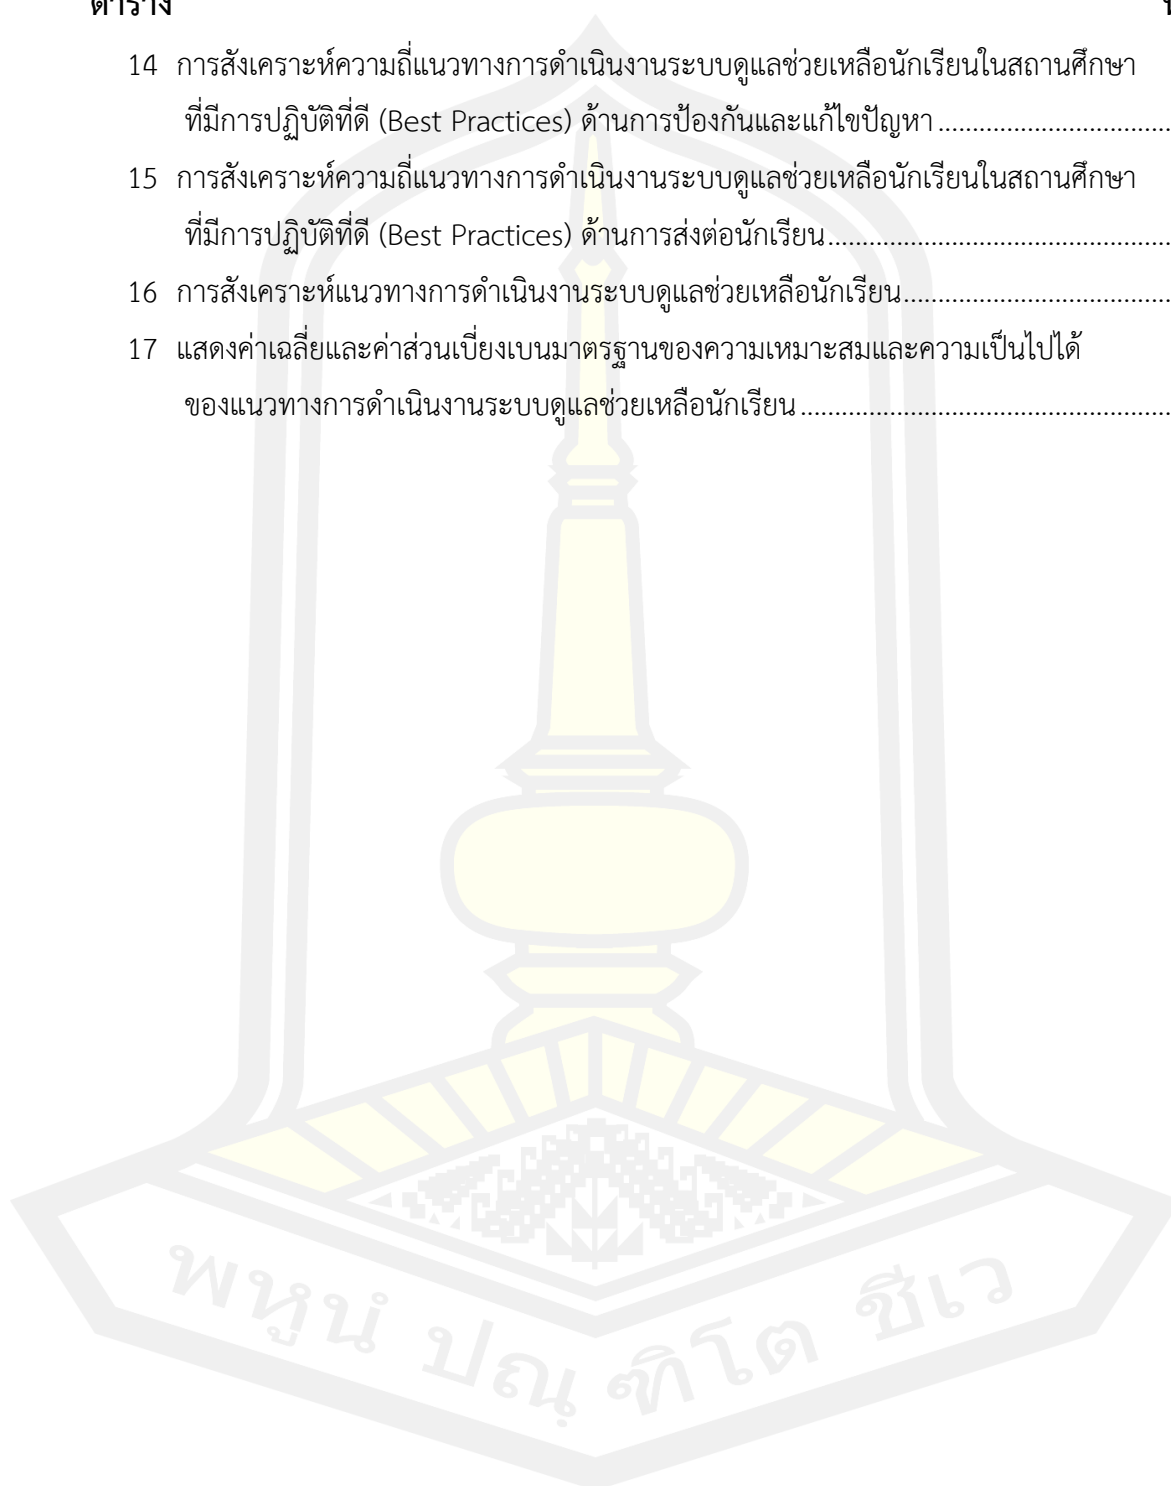 ตาราง
14 การสังเคราะห์ความถี่แนวทางการดำเนินงานระบบดูแลช่วยเหลือนักเรียนในสถานศึกษา
ที่มีการปฏิบัติที่ดี (Best Practices) ด้านการป้องกันและแก้ไขปัญหา
15 การสังเคราะห์ความถี่แนวทางการดำเนินงานระบบดูแลช่วยเหลือนักเรียนในสถานศึกษา
ที่มีการปฏิบัติที่ดี (Best Practices) ด้านการส่งต่อนักเรียน
16 การสังเคราะห์แนวทางการดำเนินงานระบบดูแลช่วยเหลือนักเรียน
17 แสดงค่าเฉลี่ยและค่าส่วนเบี่ยงเบนมาตรฐานของความเหมาะสมและความเป็นไปได้
ของแนวทางการดำเนินงานระบบดูแลช่วยเหลือนักเรียน
พหูนํ ปณฺฑิโต ชีเว